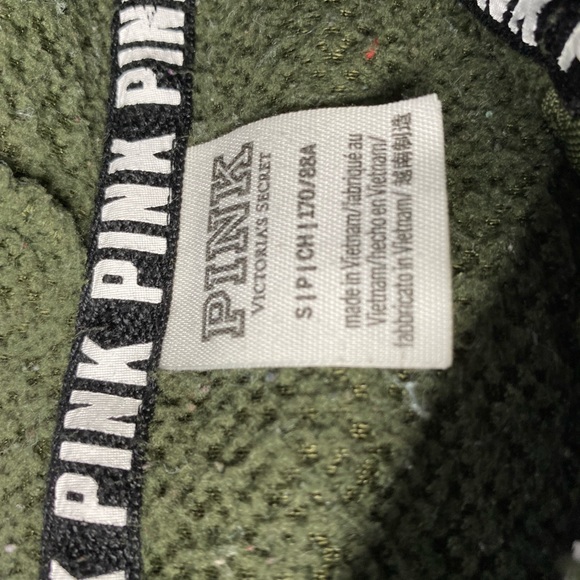 PINK PINK PINK PIN
PINK
VICTORIA'S SECRET
S|P|CH|170/88A
made in Vietnam/fabriqué au
Vietnam/hecho en Vietnam/
fabbricato in Vietnam/越南制造